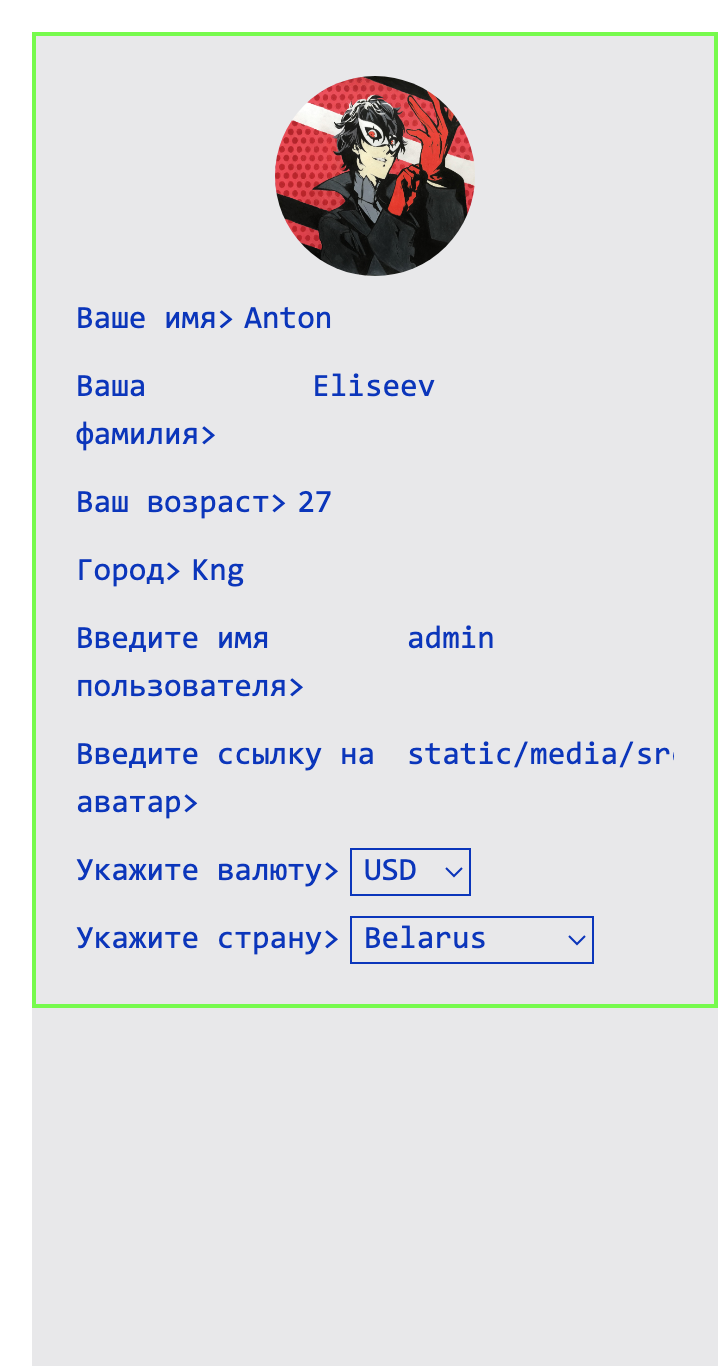 Ваше имя> Anton
Ваша Eliseev
фамилия>
Ваш возраст> 27
Город> Kng
Введите имя admin
пользователя>
Введите ссылку на static/media/sr
аватар>
Укажите валюту> USD
Укажите страну> Belarus